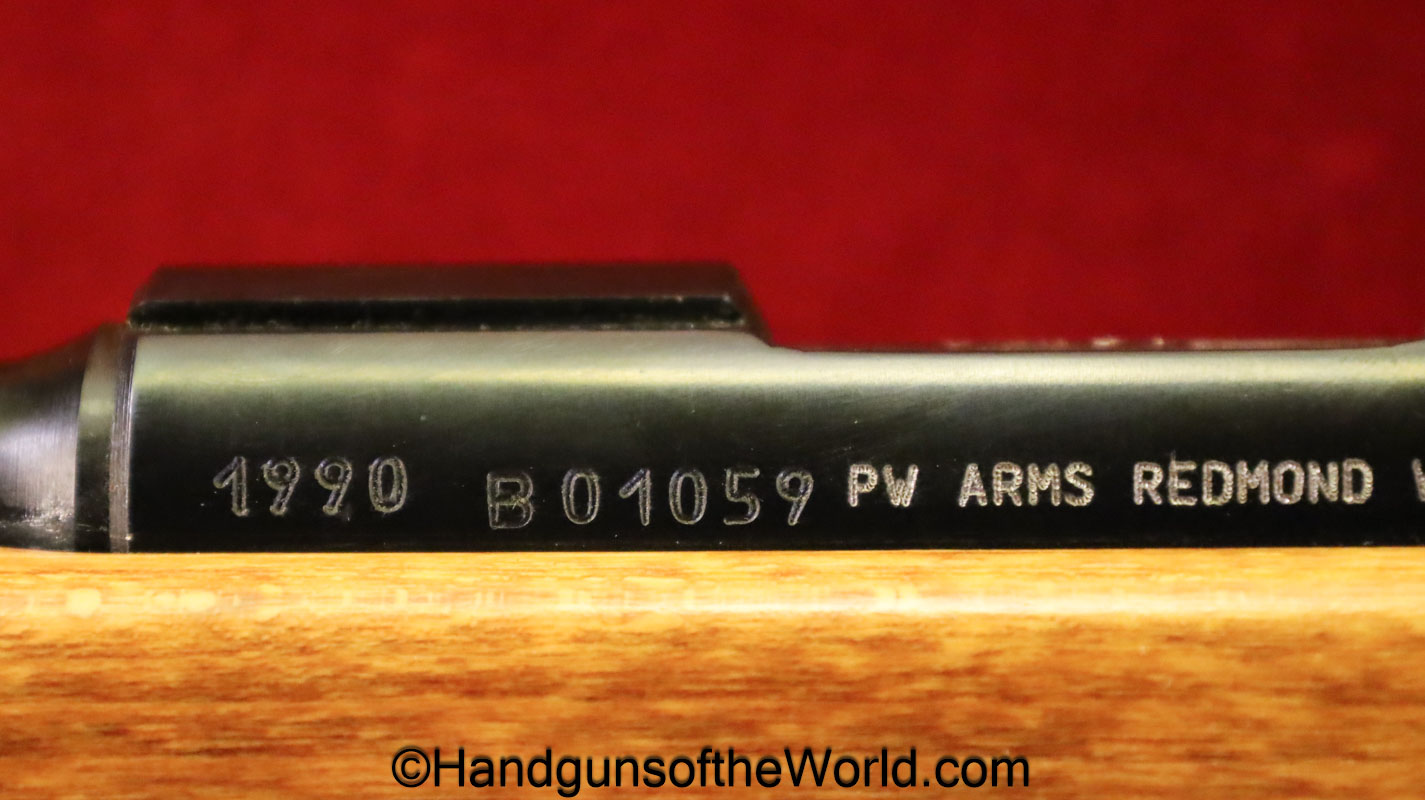 1990 B01059 PW ARMS REDMOND
©HandgunsoftheWorld.com